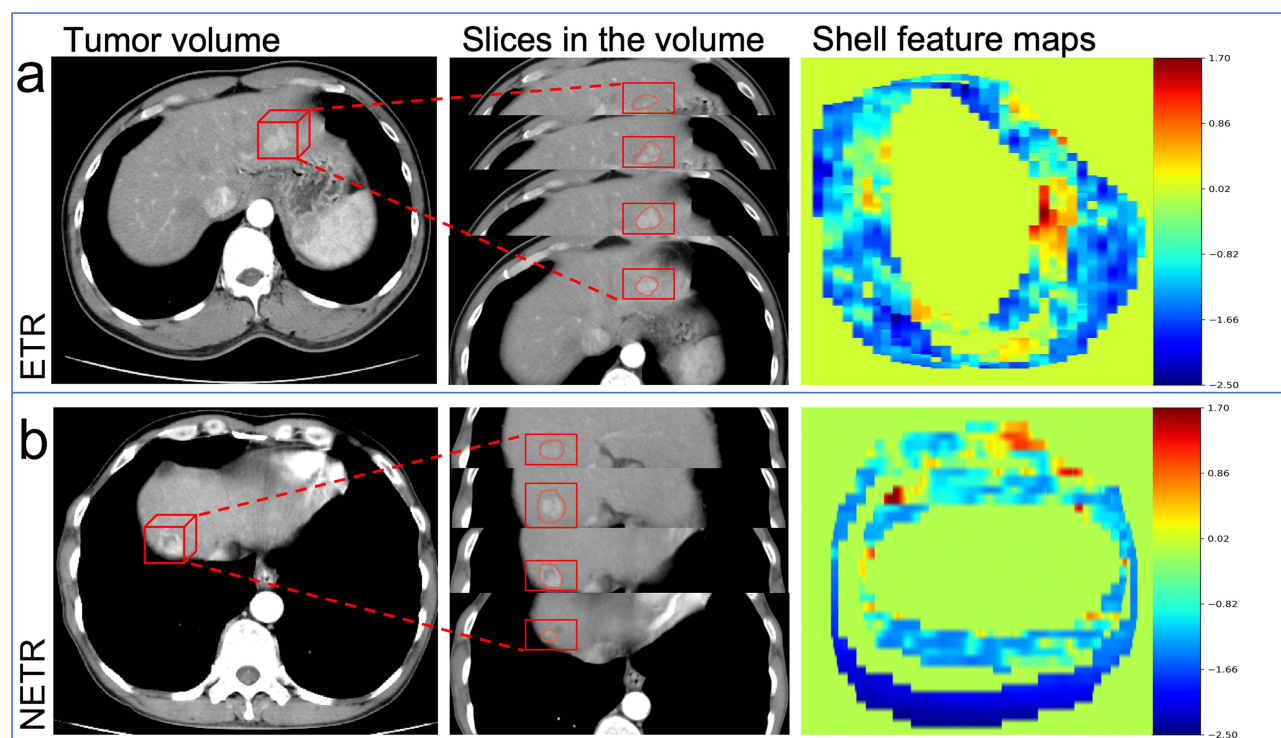 Tumor volume
Slices in the volume
Shell feature maps
a
ETR
1.70
0.86
0.02
−0.82
−1.66
−2.50
b
NETR
1.70
0.86
0.02
−0.82
−1.66
−2.50